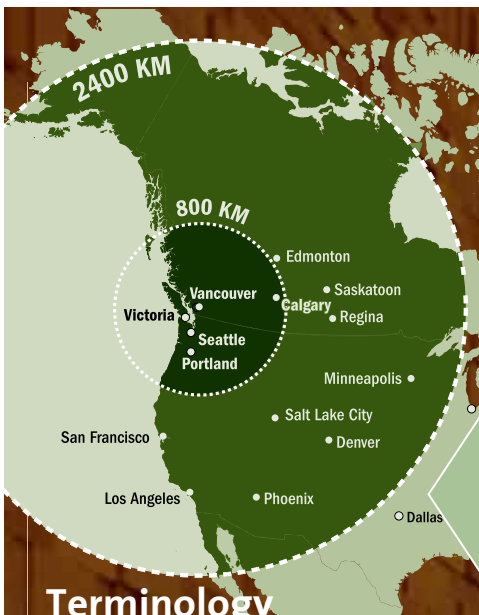 2400 KM
800 KM
Edmonton
Saskatoon
Vancouver
Calgary
Victoria
Regina
Seattle
Portland
Minneapolis
Salt Lake City
San Francisco
Denver
Los Angeles
Phoenix
Dallas
Terminology